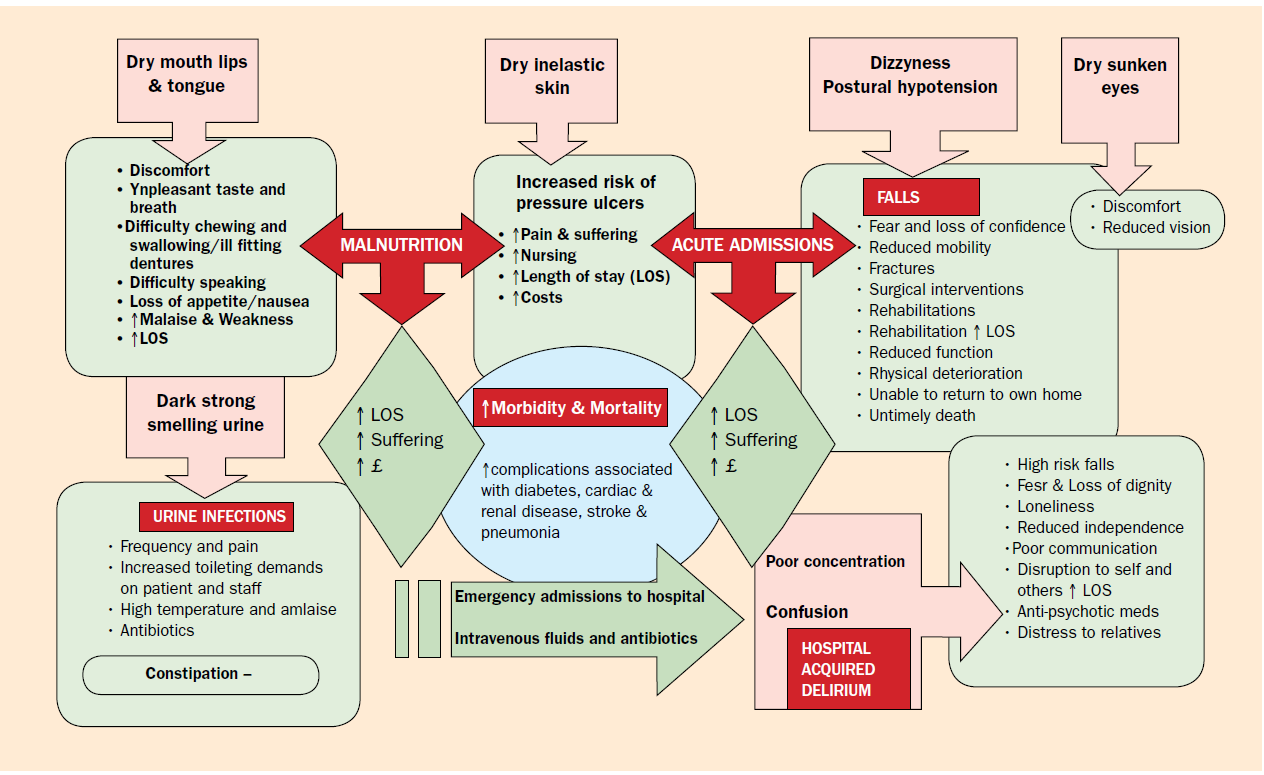 Dry mouth lips
& tongue
Dry inelastic
skin
Dizzyness
Postural hypotension
Dry sunken
eyes
• Discomfort
• Ynpleasant taste and
breath
•Difficulty chewing and
swallowing/ill fitting
dentures
• Difficulty speaking
• Loss of appetite/nausea
• ↑Malaise & Weakness
• ↑LOS
MALNUTRITION
Increased risk of
pressure ulcers
• ↑Pain & suffering
• ↑Nursing
• ↑Length of stay (LOS)
• ↑Costs
ACUTE ADMISSIONS
FALLS
· Fear and loss of confidence
· Reduced mobility
· Fractures
· Surgical interventions
· Rehabilitations
· Rehabilitation ↑ LOS
· Reduced function
· Rhysical deterioration
· Unable to return to own home
· Untimely death
· Discomfort
· Reduced vision
Dark strong
smelling urine
↑ LOS
↑ Suffering
↑ £
↑Morbidity & Mortality
↑complications associated
with diabetes, cardiac &
renal disease, stroke &
pneumonia
↑ LOS
↑ Suffering
↑ £
URINE INFECTIONS
· Frequency and pain
· Increased toileting demands
on patient and staff
· High temperature and amlaise
· Antibiotics
Constipation –
Emergency admissions to hospital
Intravenous fluids and antibiotics
Poor concentration
Confusion
HOSPITAL
ACQUIRED
DELIRIUM
· High risk falls
· Fesr & Loss of dignity
· Loneliness
· Reduced independence
·Poor communication
· Disruption to self and
others ↑ LOS
· Anti-psychotic meds
· Distress to relatives